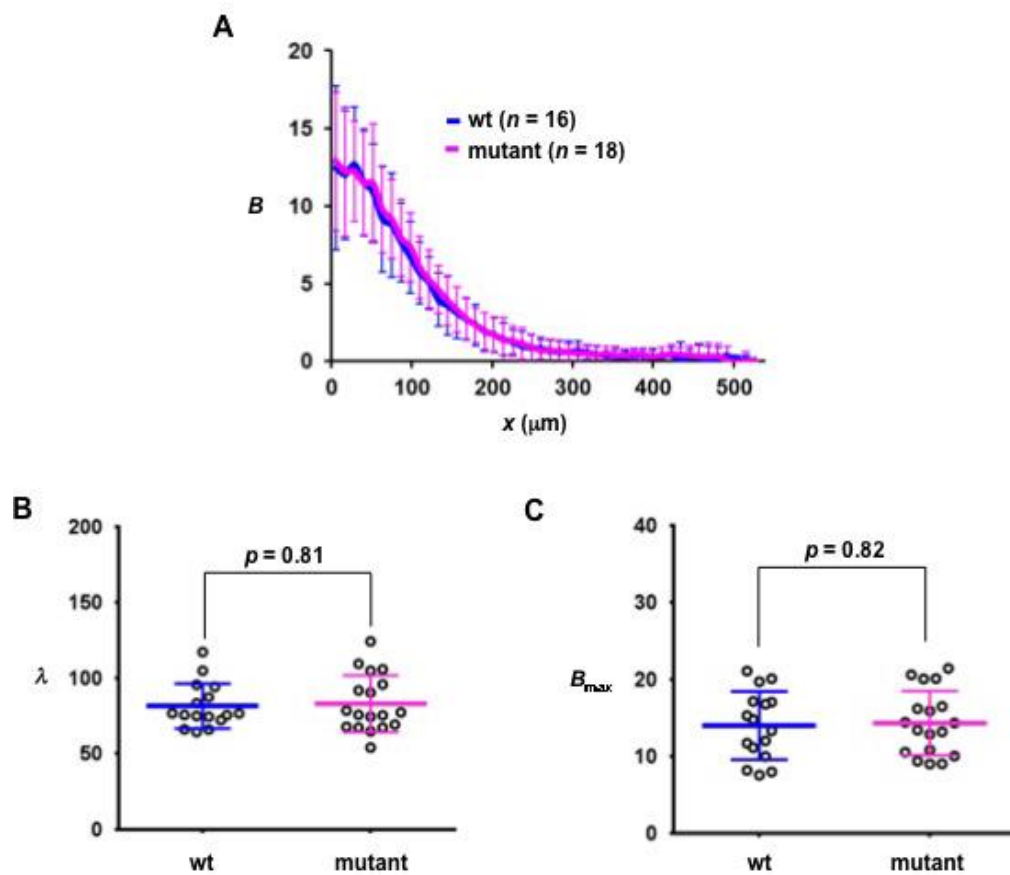 A
20
15
10
5
0
B
wt (n = 16)
mutant (n = 18)
0 100 200 300 400 500
x (μm)
B
200
150
100
50
0
λ
p = 0.81
wt mutant
C
40
30
20
10
0
Bmax
p = 0.82
wt mutant